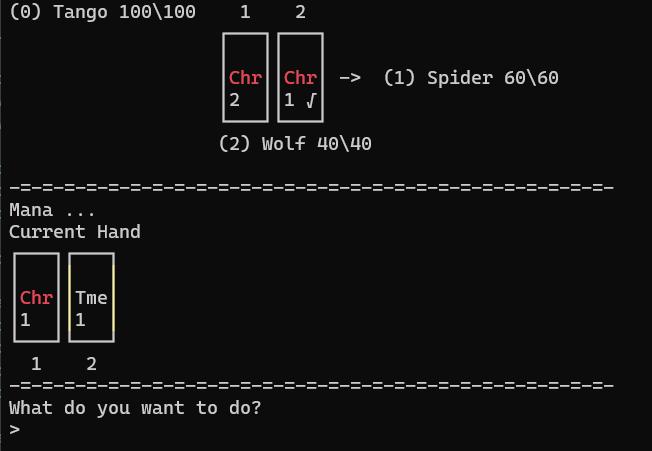 (0) Tango 100\100 1 2
Chr Chr -> (1) Spider 60\60
2 1 √
(2) Wolf 40\40
-=-=-=-=-=-=-=-=-=-=-=-=-=-=-=-=-=-=-=-=-=-=-=-=-=-=-=-
Mana ...
Current Hand
Chr Tme
1 1
1 2
-=-=-=-=-=-=-=-=-=-=-=-=-=-=-=-=-=-=-=-=-=-=-=-=-=-=-=-
What do you want to do?
>